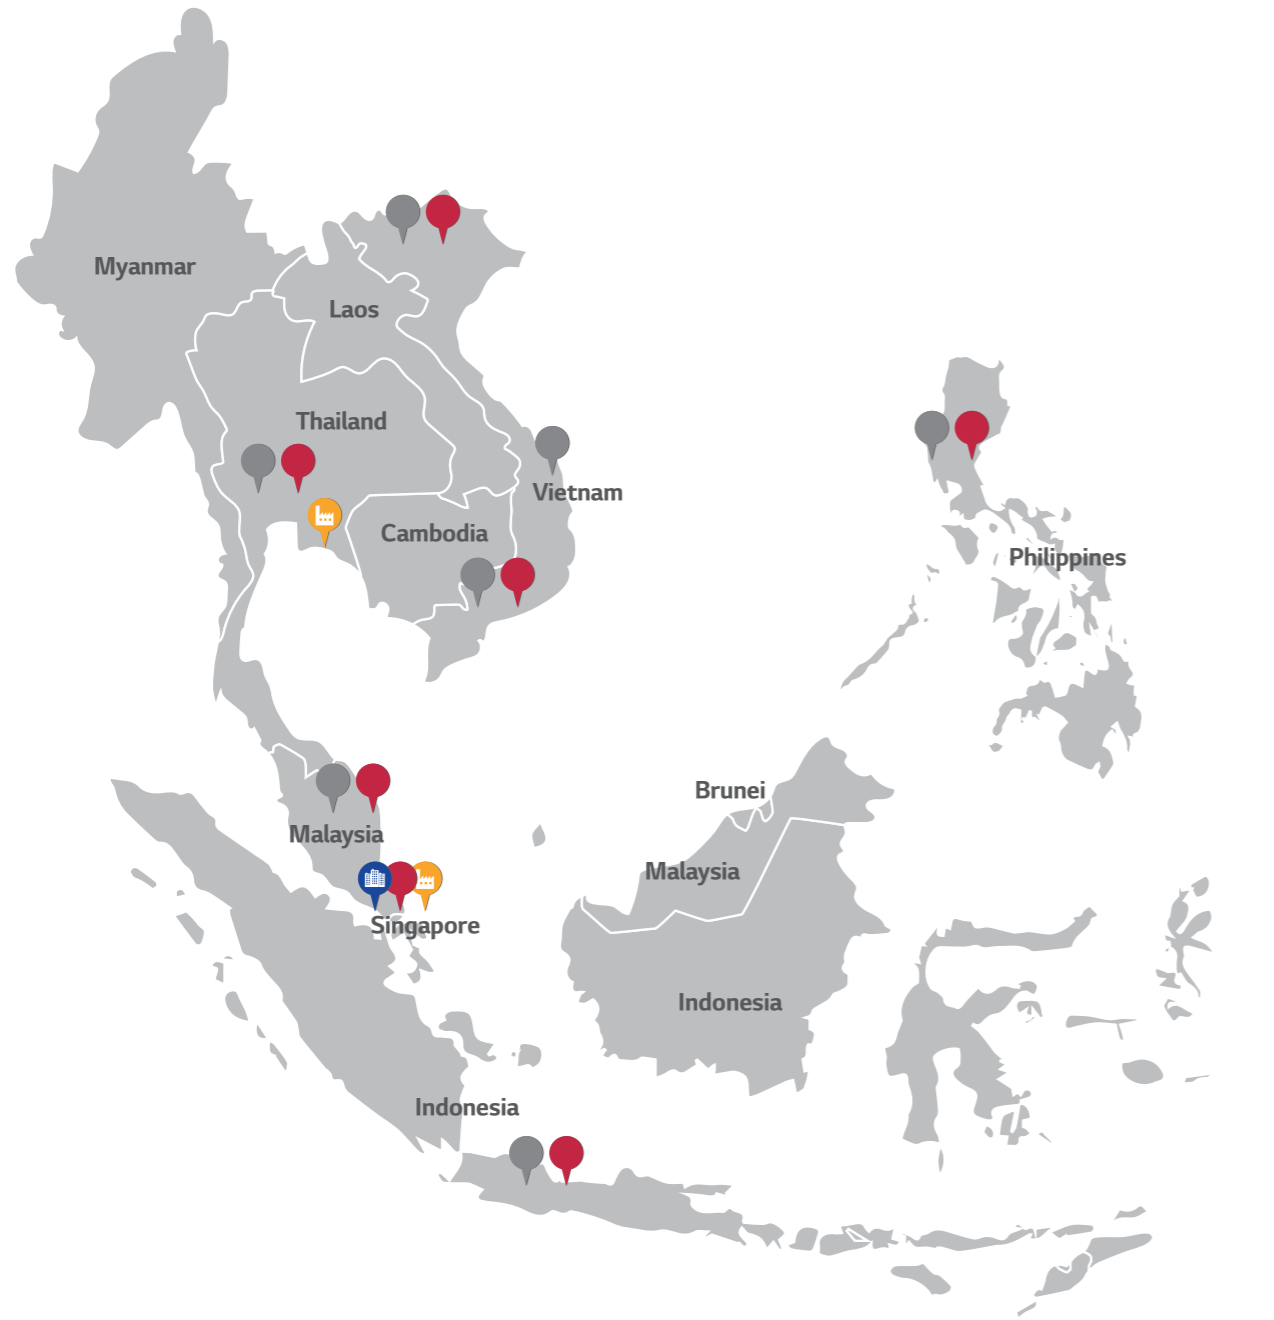 Myanmar
Laos
Thailand
Vietnam
Cambodia
Philippines
Brunei
Malaysia
Malaysia
Singapore
Indonesia
Indonesia